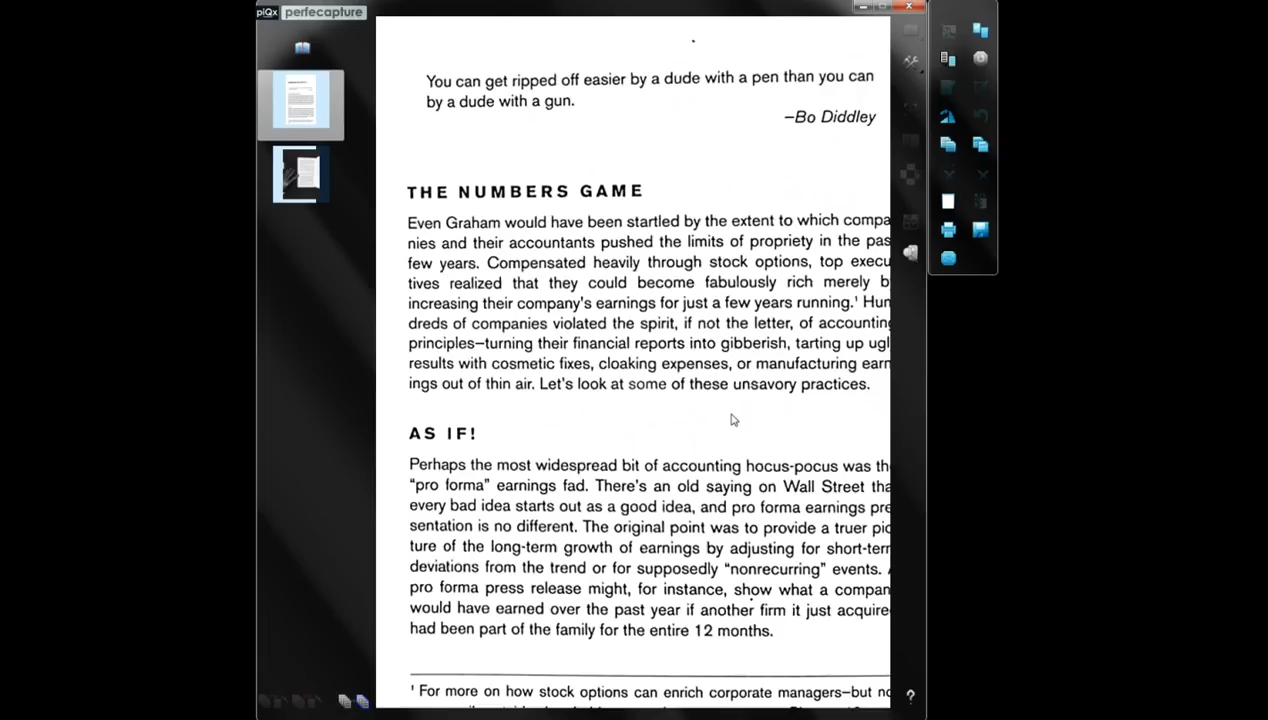 piQx perfecapture
You can get ripped off easier by a dude with a pen than you can
by a dude with a gun.
–Bo Diddley
THE NUMBERS GAME
Even Graham would have been startled by the extent to which compa
nies and their accountants pushed the limits of propriety in the pas
few years. Compensated heavily through stock options, top execu
tives realized that they could become fabulously rich merely b
increasing their company's earnings for just a few years running.¹ Hun
dreds of companies violated the spirit, if not the letter, of accounting
principles–turning their financial reports into gibberish, tarting up ugl
results with cosmetic fixes, cloaking expenses, or manufacturing earn
ings out of thin air. Let's look at some of these unsavory practices.
AS IF!
Perhaps the most widespread bit of accounting hocus-pocus was th
“pro forma” earnings fad. There's an old saying on Wall Street tha
every bad idea starts out as a good idea, and pro forma earnings pre
sentation is no different. The original point was to provide a truer pic
ture of the long-term growth of earnings by adjusting for short-terr
deviations from the trend or for supposedly “nonrecurring” events.
pro forma press release might, for instance, show what a compan
would have earned over the past year if another firm it just acquire
had been part of the family for the entire 12 months.
¹ For more on how stock options can enrich corporate managers–but no
?